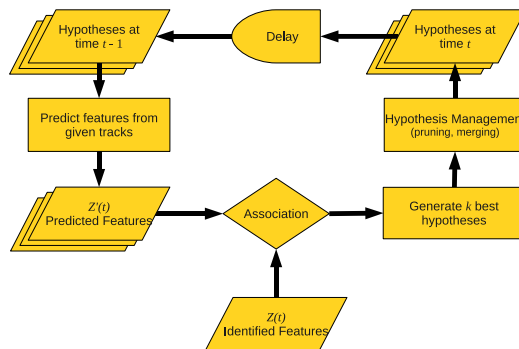 Hypotheses at
time t - 1
Delay
Hypotheses at
time t
Predict features from
given tracks
Hypothesis Management
(pruning, merging)
Z'(t)
Predicted Features
Association
Generate k best
hypotheses
Z(t)
Identified Features